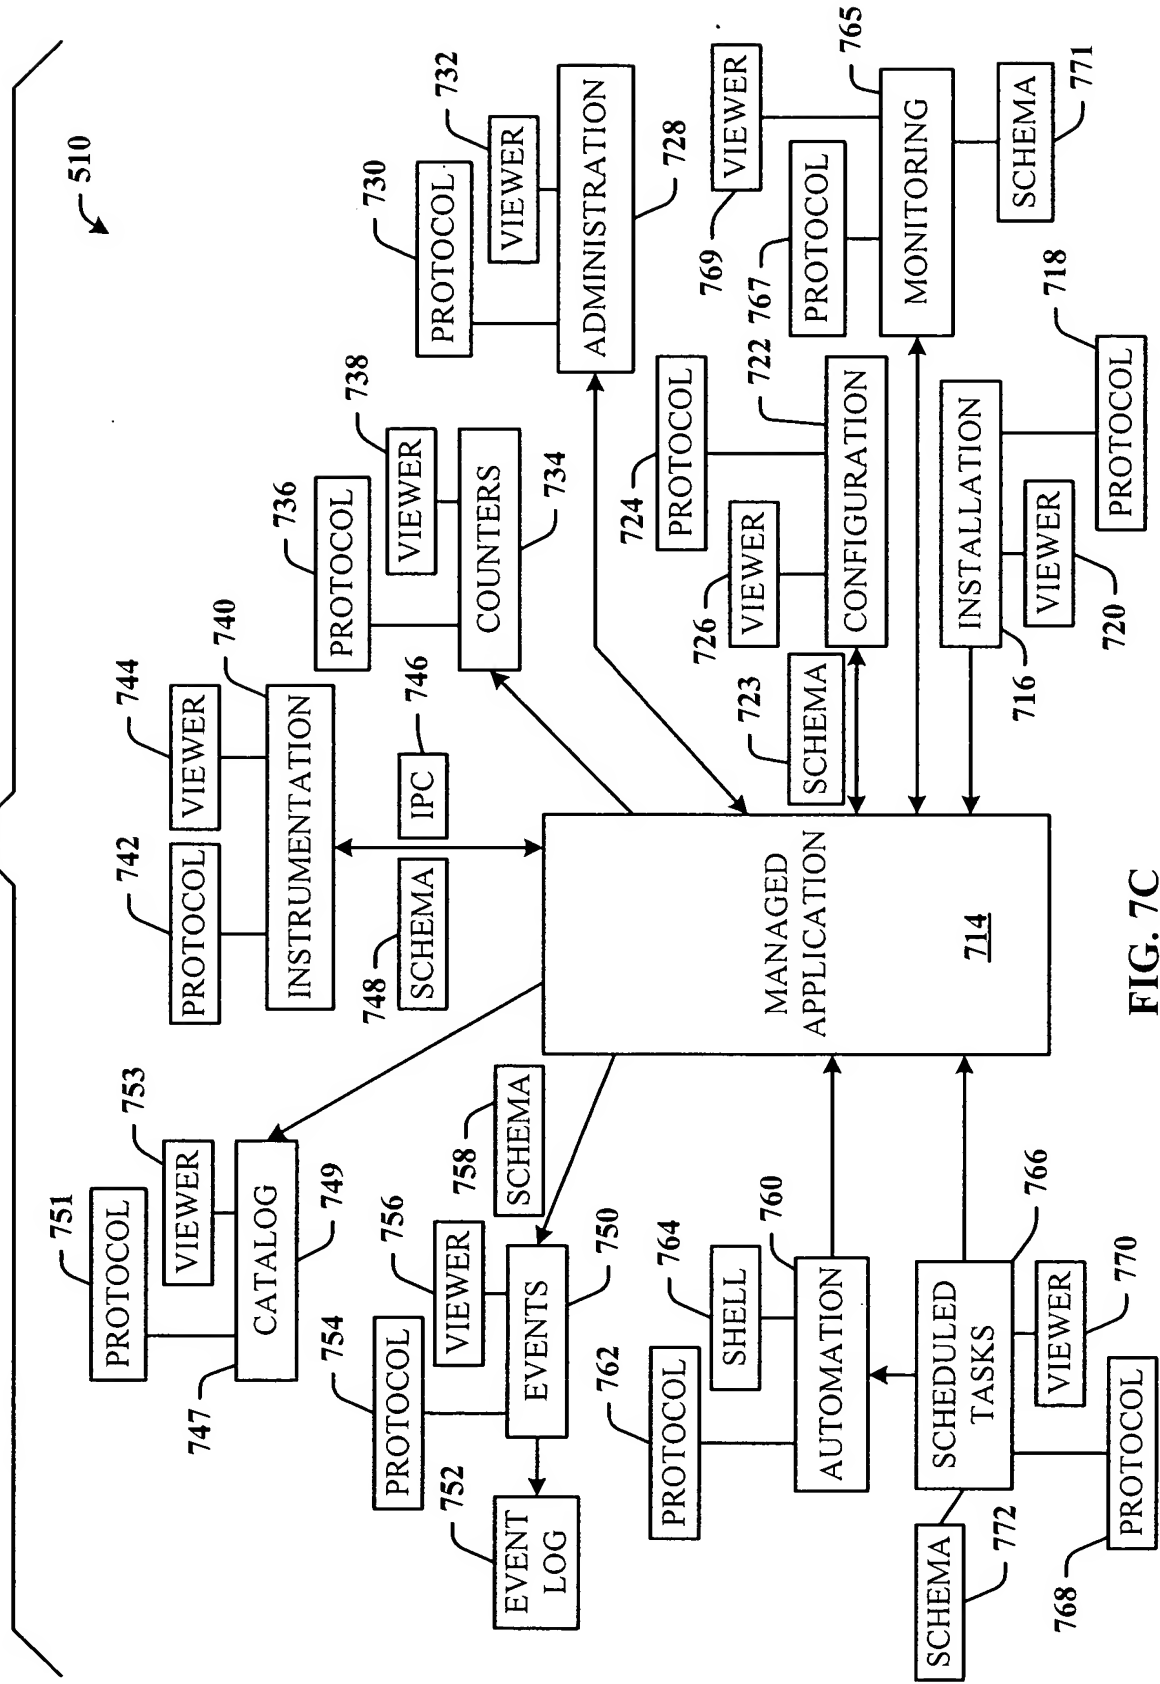 510
751
PROTOCOL
VIEWER
753
CATALOG
747
749
742
PROTOCOL
VIEWER
744
INSTRUMENTATION
740
748
SCHEMA
IPC
746
736
PROTOCOL
VIEWER
738
COUNTERS
734
730
PROTOCOL
VIEWER
732
ADMINISTRATION
728
754
PROTOCOL
VIEWER
756
EVENTS
750
758
SCHEMA
752
EVENT
LOG
MANAGED
APPLICATION
714
762
PROTOCOL
SHELL
764
AUTOMATION
760
SCHEDULED
TASKS
766
VIEWER
770
SCHEMA
772
768
PROTOCOL
723
SCHEMA
726
VIEWER
724
PROTOCOL
722
CONFIGURATION
769
VIEWER
767
PROTOCOL
765
MONITORING
SCHEMA
771
INSTALLATION
716
VIEWER
720
PROTOCOL
718
FIG. 7C